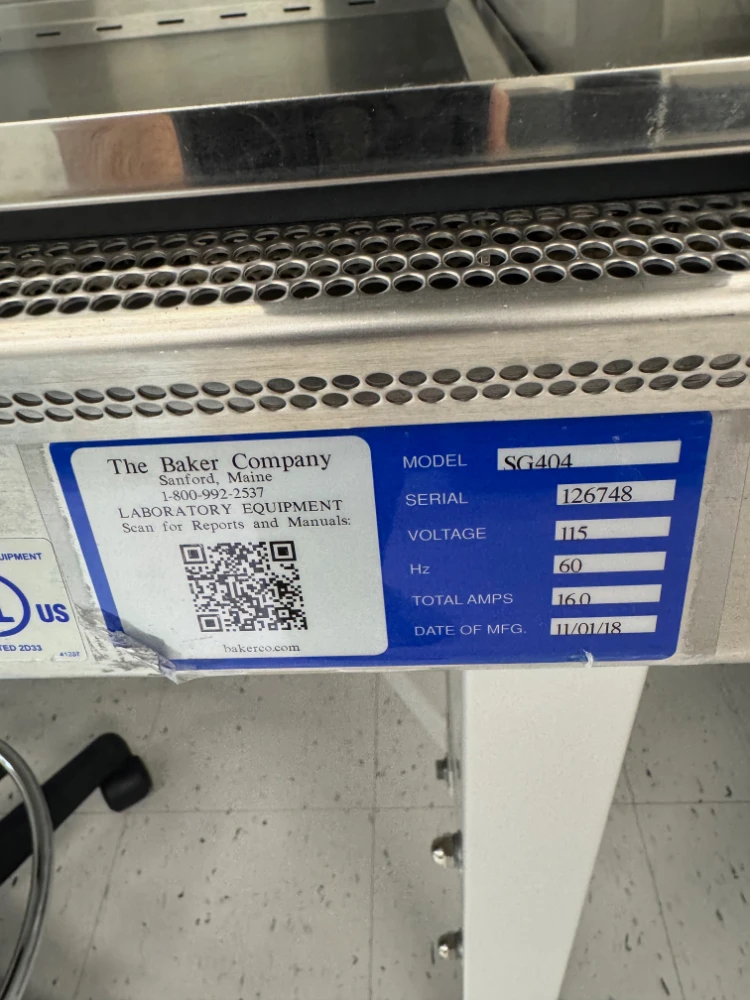 The Baker Company
Sanford, Maine
1-800-992-2537
LABORATORY EQUIPMENT
Scan for Reports and Manuals:
bakerco.com
MODEL SG404
SERIAL 126748
VOLTAGE 115
Hz 60
TOTAL AMPS 16.0
DATE OF MFG. 11/01/18
US
2D33